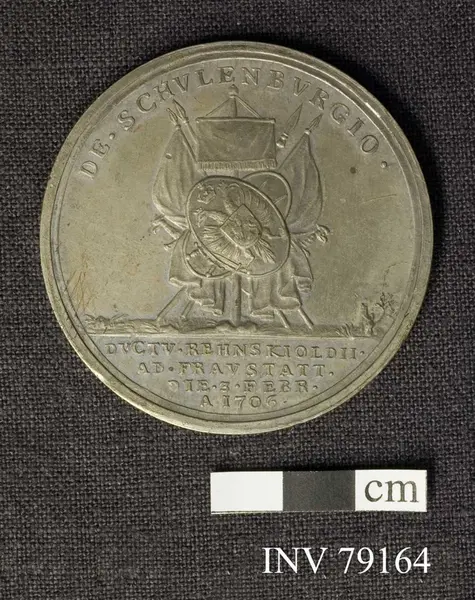 DE · SCHVLENBVRGIO ·
DVCTV · REHNSKIOLDII ·
AD · FRAVSTATT ·
DIE · 3 · FEBR ·
A · 1706 ·
cm
INV 79164